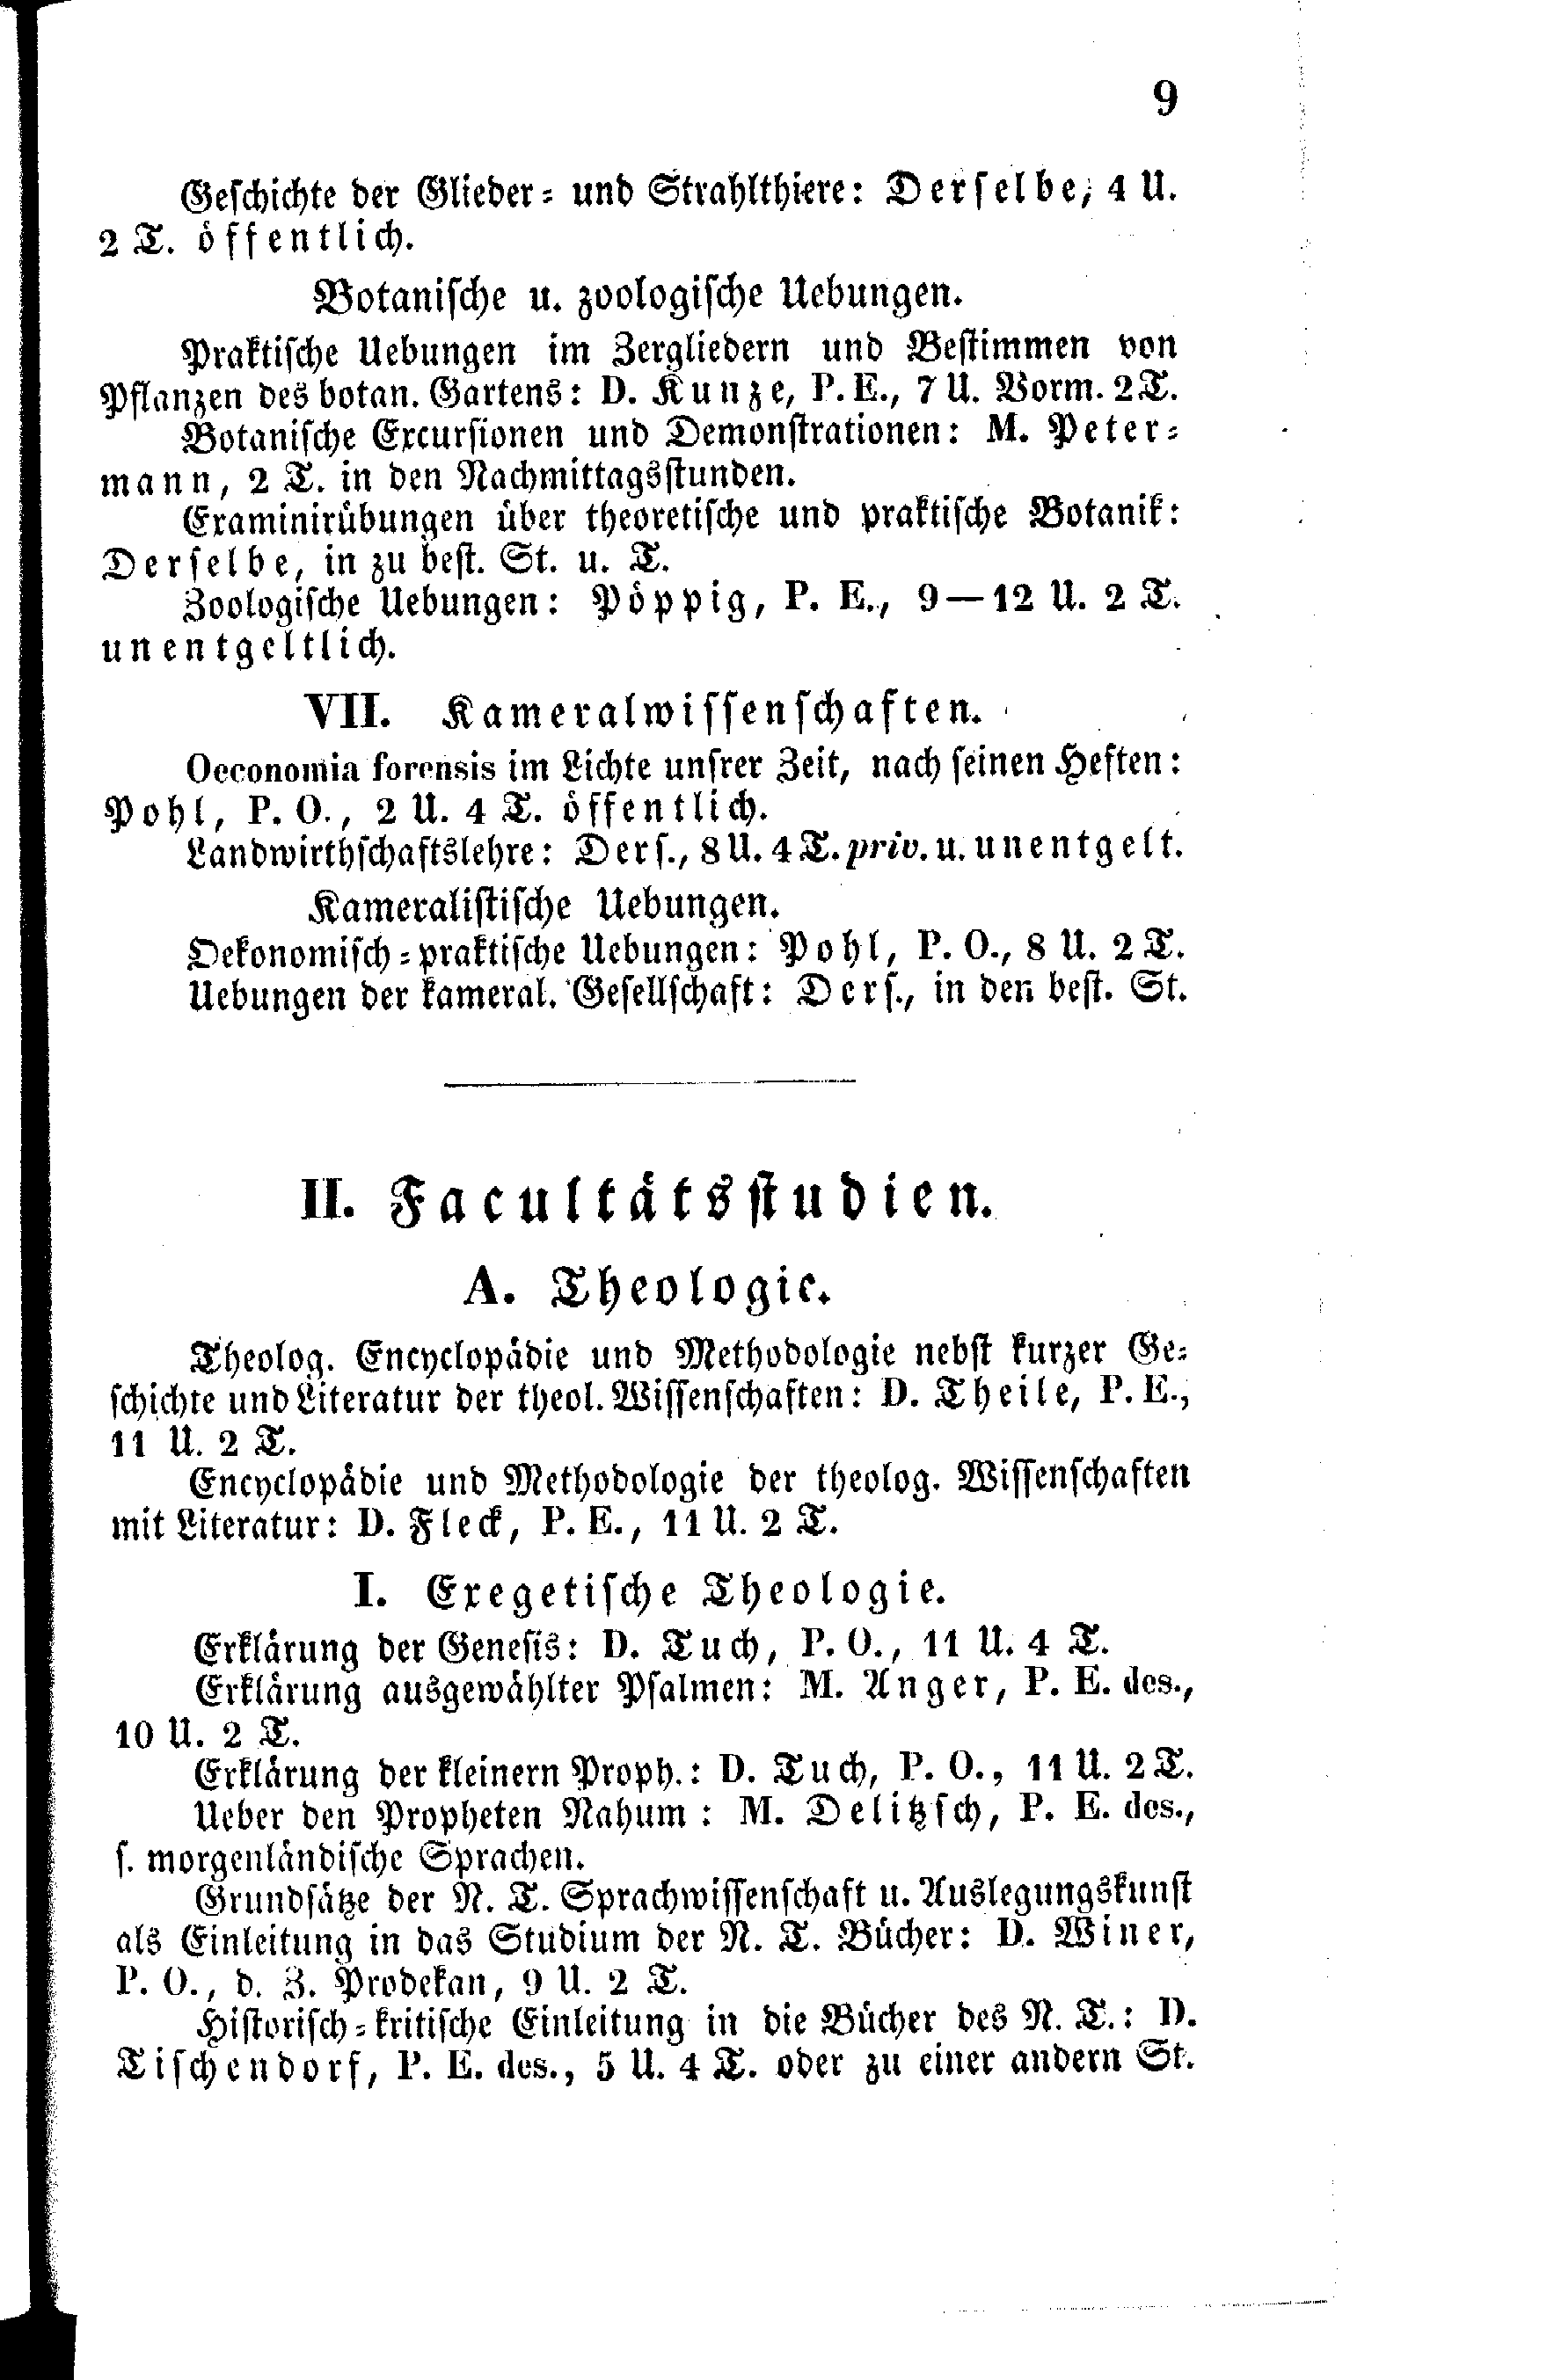 9
Geschichte der Glieder- und Strahlthiere: Derselbe, 4 U.
2 T. öffentlich.
Botanische u. zoologische Uebungen.
Praktische Uebungen im Zergliedern und Bestimmen von
Pflanzen des botan. Gartens: D. Kunze, P. E., 7 U. Vorm. 2 T.
Botanische Excursionen und Demonstrationen: M. Peter-
mann, 2 T. in den Nachmittagsstunden.
Examinirübungen über theoretische und praktische Botanik:
Derselbe, in zu best. St. u. T.
Zoologische Uebungen: Pöppig, P. E., 9—12 U. 2 T.
unentgeltlich.
VII. Kameralwissenschaften.
Oeconomia forensis im Lichte unsrer Zeit, nach seinen Heften:
Pohl, P. O., 2 U. 4 T. öffentlich.
Landwirthschaftslehre: Ders., 8 U. 4 T. priv. u. unentgelt.
Kameralistische Uebungen.
Oekonomisch-praktische Uebungen: Pohl, P. O., 8 U. 2 T.
Uebungen der kameral. Gesellschaft: Ders., in den best. St.
II. Facultätsstudien.
A. Theologie.
Theolog. Encyclopädie und Methodologie nebst kurzer Ge-
schichte und Literatur der theol. Wissenschaften: D. Theile, P. E.,
11 U. 2 T.
Encyclopädie und Methodologie der theolog. Wissenschaften
mit Literatur: D. Fleck, P. E., 11 U. 2 T.
I. Exegetische Theologie.
Erklärung der Genesis: D. Tuch, P. O., 11 U. 4 T.
Erklärung ausgewählter Psalmen: M. Anger, P. E. des.,
10 U. 2 T.
Erklärung der kleinern Proph.: D. Tuch, P. O., 11 U. 2 T.
Ueber den Propheten Nahum: M. Delitzsch, P. E. des.,
s. morgenländische Sprachen.
Grundsätze der N. T. Sprachwissenschaft u. Auslegungskunst
als Einleitung in das Studium der N. T. Bücher: D. Winer,
P. O., d. Z. Prodekan, 9 U. 2 T.
Historisch-kritische Einleitung in die Bücher des N. T.: D.
Tischendorf, P. E. des., 5 U. 4 T. oder zu einer andern St.